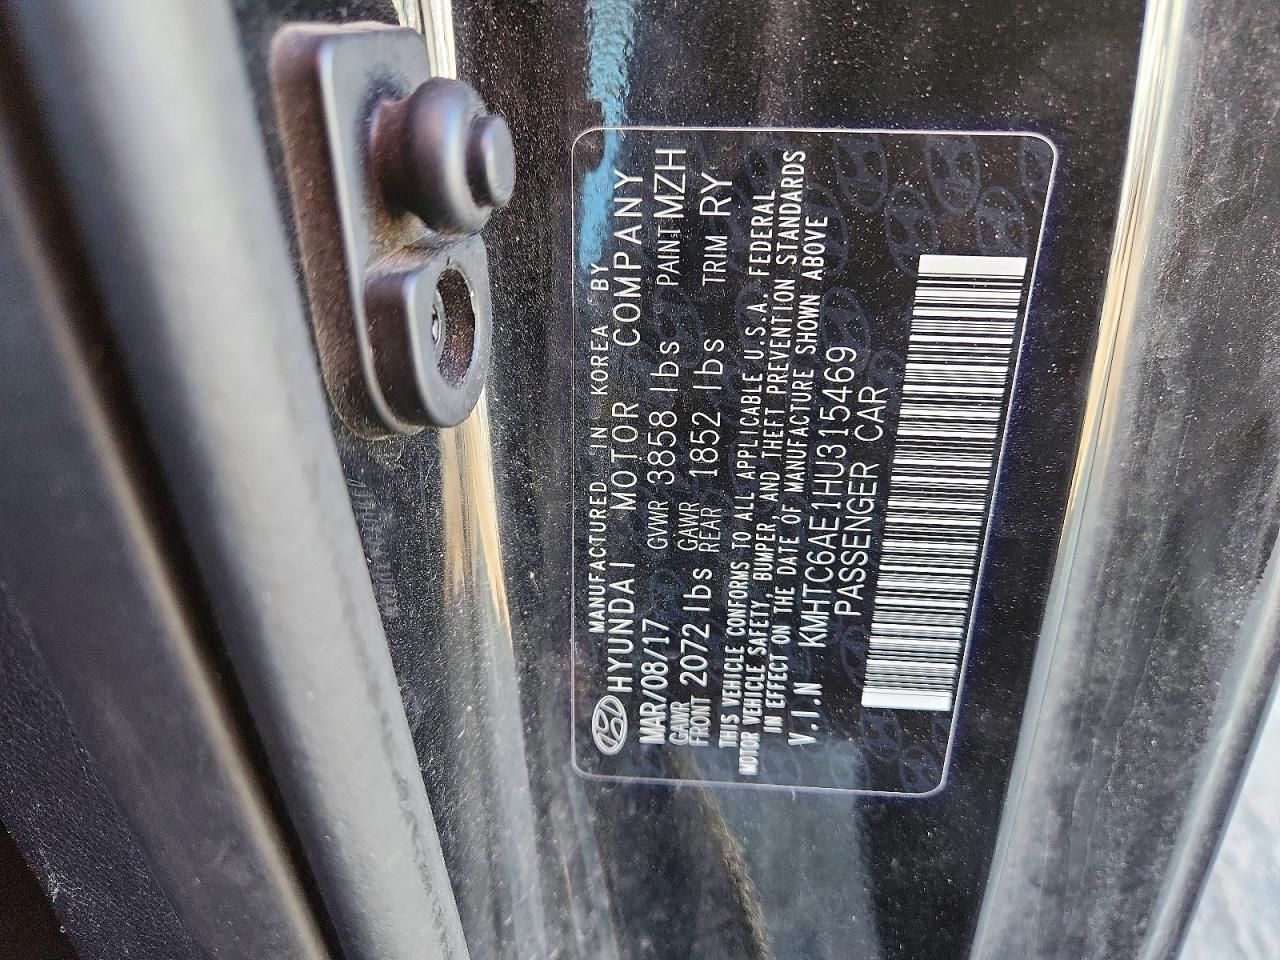 MANUFACTURED IN KOREA BY
HYUNDAI MOTOR COMPANY
MAR/08/17 GVWR 3858 lbs PAINT MZH
GAWR FRONT 2072 lbs GAWR REAR 1852 lbs TRIM RY
THIS VEHICLE CONFORMS TO ALL APPLICABLE U.S.A. FEDERAL
MOTOR VEHICLE SAFETY, BUMPER, AND THEFT PREVENTION STANDARDS
IN EFFECT ON THE DATE OF MANUFACTURE SHOWN ABOVE
V.I.N KMHTC6AE1HU315469
PASSENGER CAR